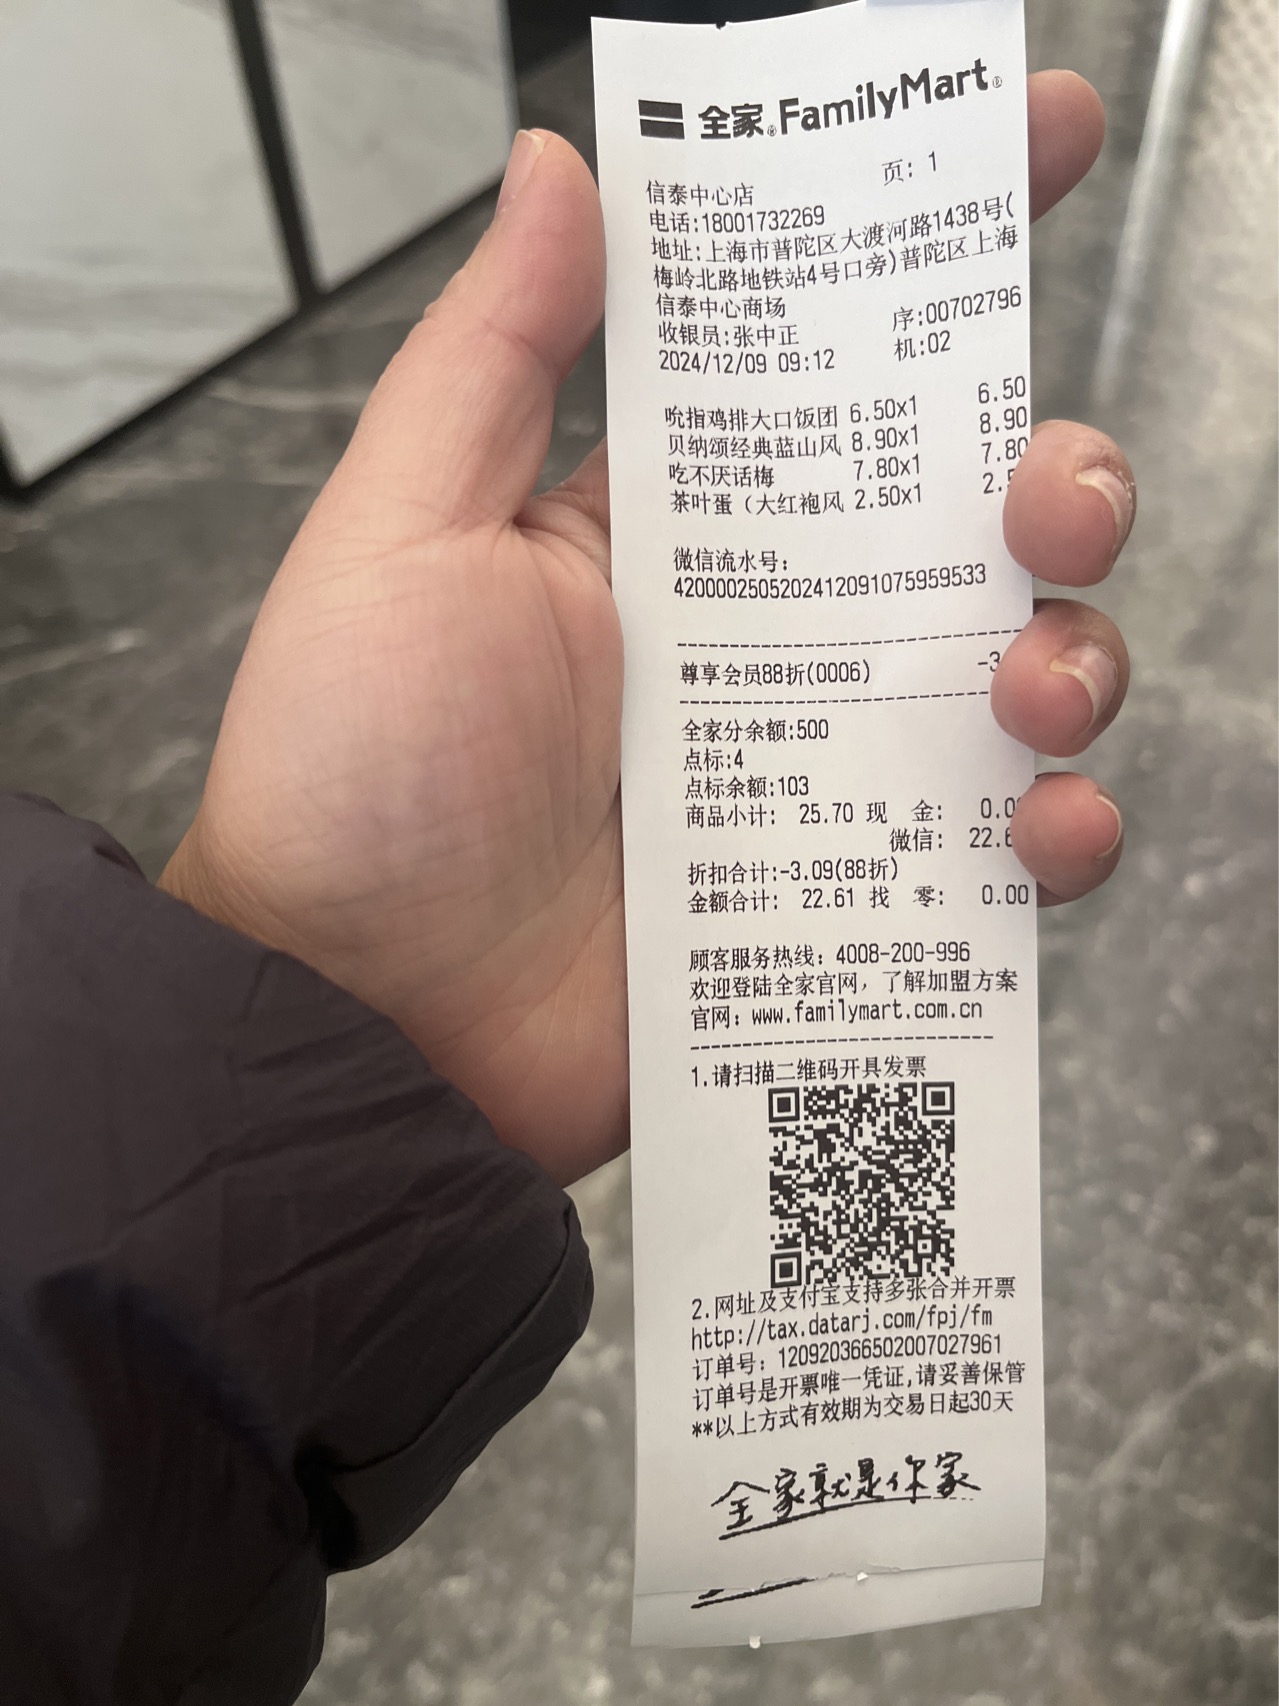 全家 FamilyMart
页: 1
信泰中心店
电话:18001732269
地址:上海市普陀区大渡河路1438号(
梅岭北路地铁站4号口旁)普陀区上海
信泰中心商场
收银员:张中正 序:00702796
2024/12/09 09:12 机:02
吮指鸡排大口饭团 6.50x1 6.50
贝纳颂经典蓝山风 8.90x1 8.90
吃不厌话梅 7.80x1 7.80
茶叶蛋（大红袍风 2.50x1 2.
微信流水号:
4200002505202412091075959533
尊享会员88折(0006) -3
全家分余额:500
点标:4
点标余额:103
商品小计: 25.70 现 金: 0.0
微信: 22.6
折扣合计:-3.09(88折)
金额合计: 22.61 找 零: 0.00
顾客服务热线: 4008-200-996
欢迎登陆全家官网，了解加盟方案
官网: www.familymart.com.cn
1.请扫描二维码开具发票
2.网址及支付宝支持多张合并开票
http://tax.datarj.com/fpj/fm
订单号: 120920366502007027961
订单号是开票唯一凭证,请妥善保管
**以上方式有效期为交易日起30天
全家就是你家